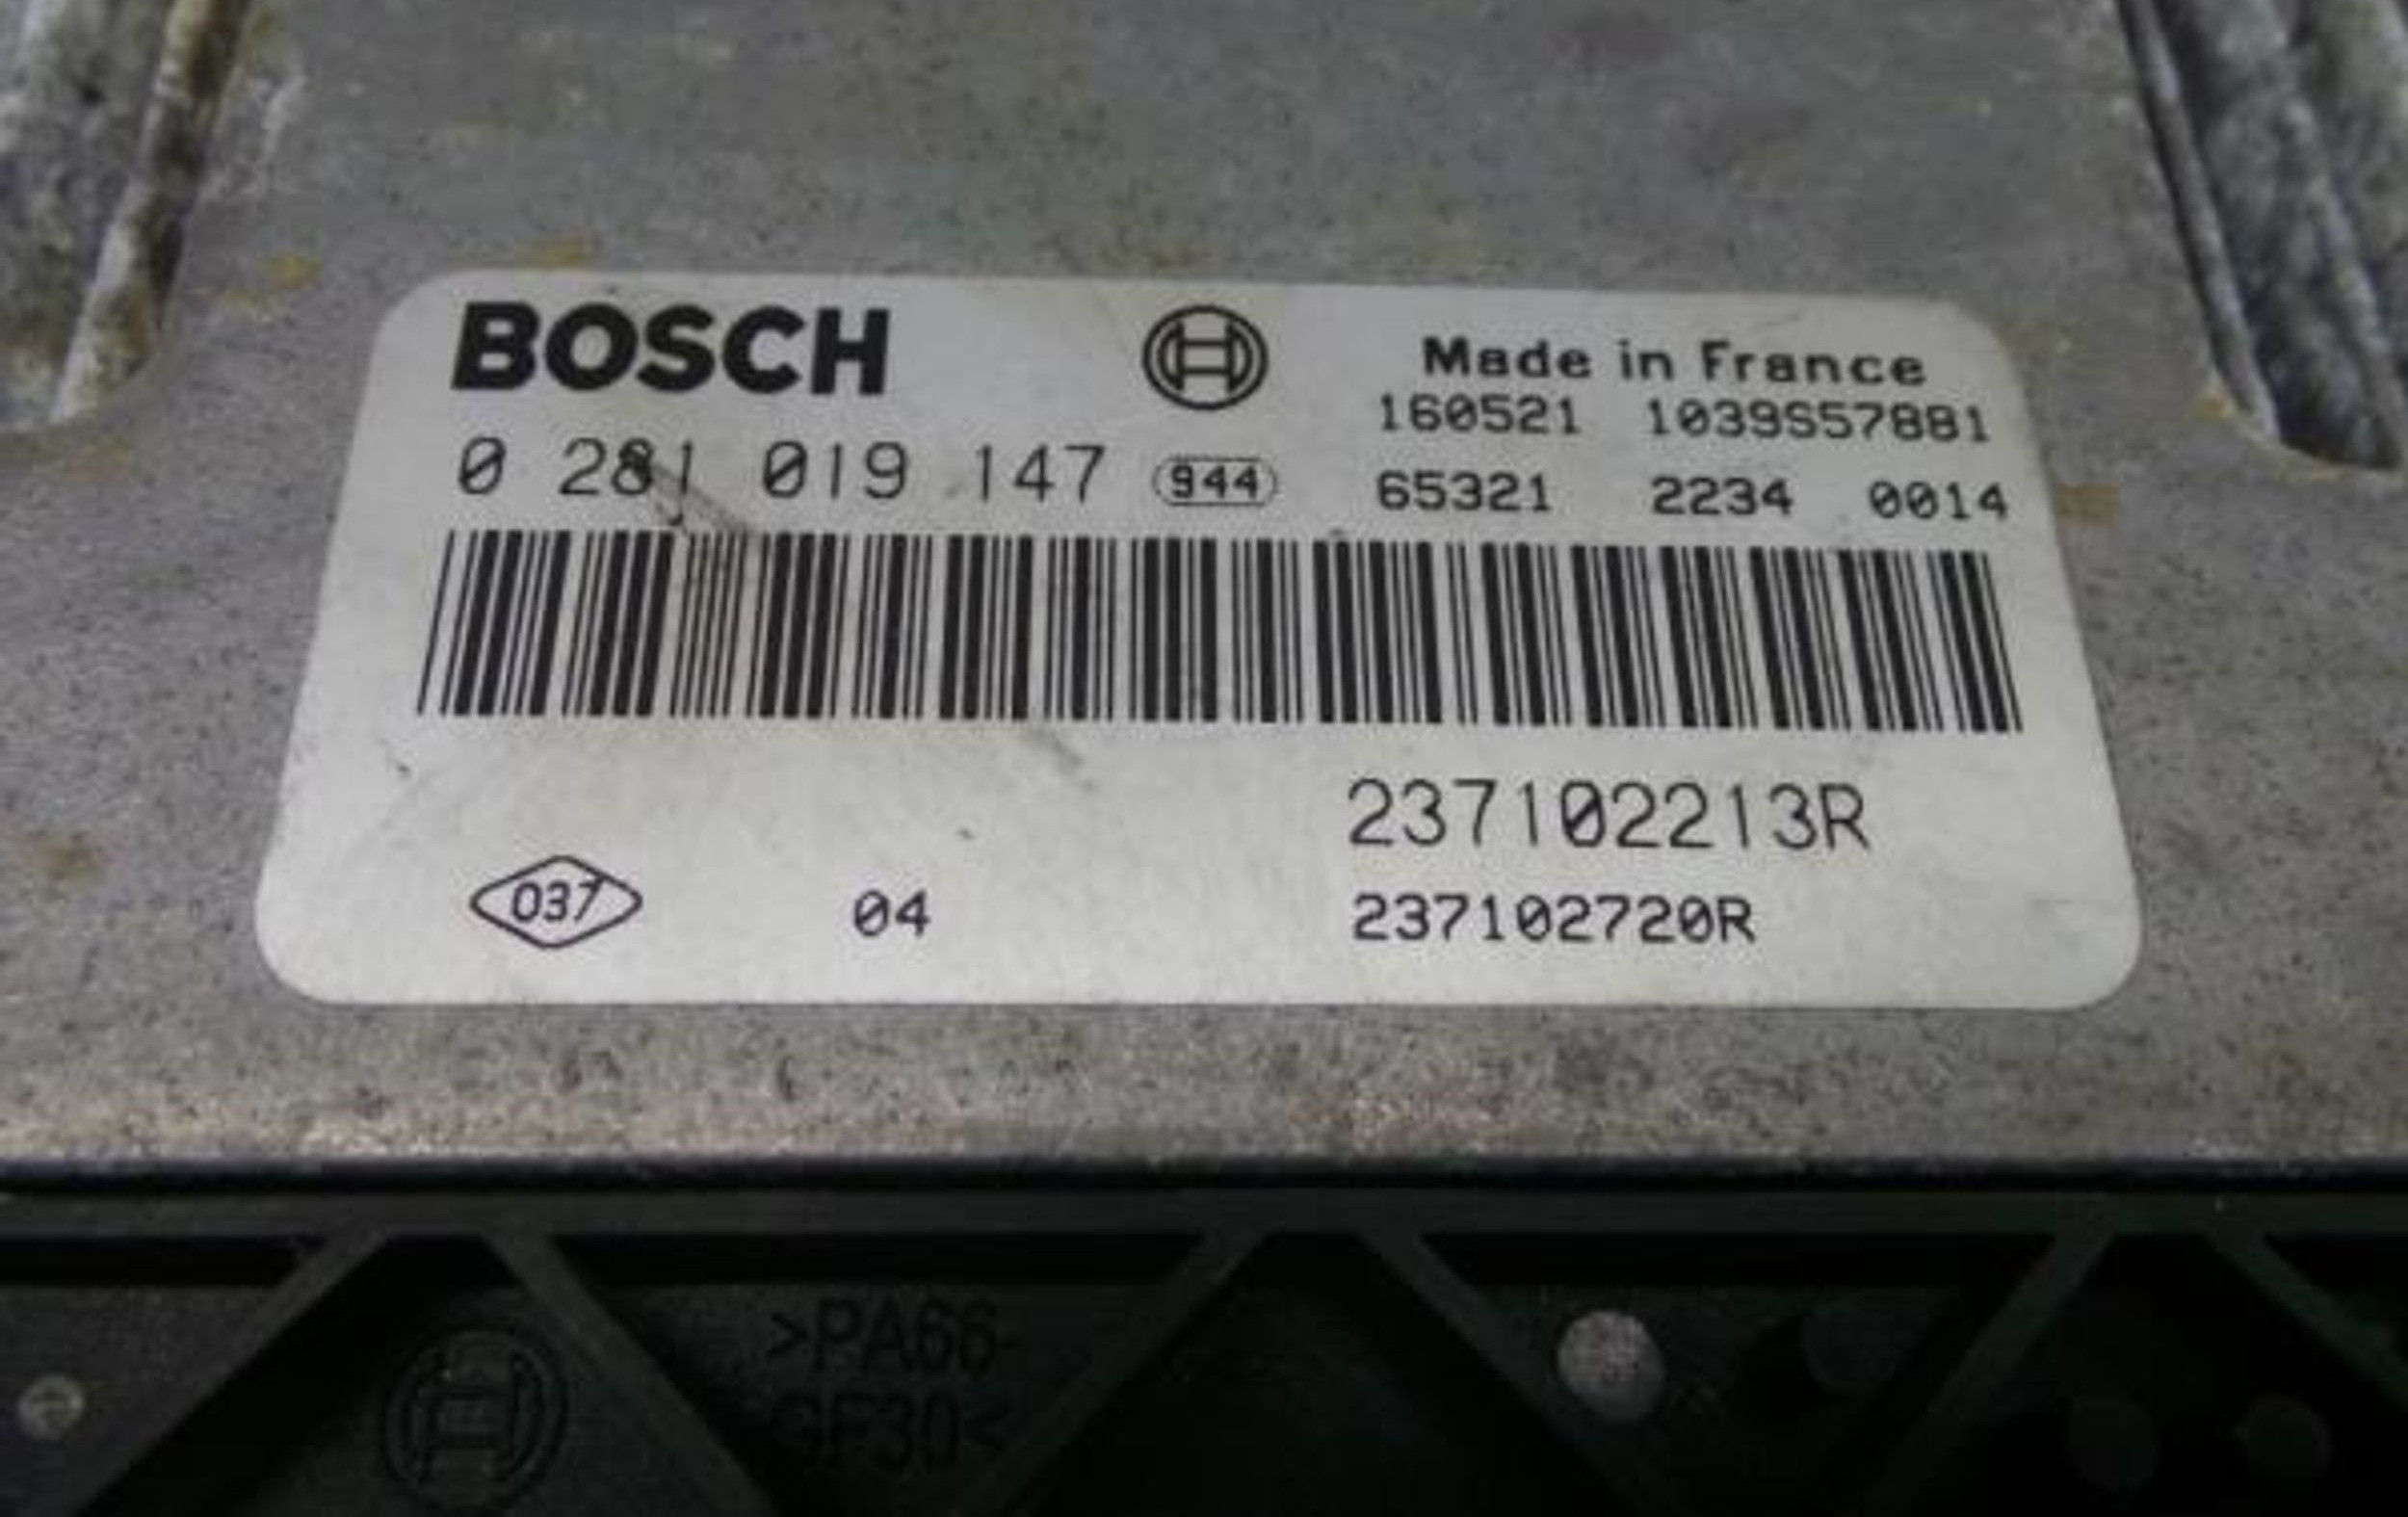 BOSCH
Made in France
160521 1039S57881
0 281 019 147 944 65321 2234 0014
237102213R
037 04 237102720R
>PA66-
GF30<